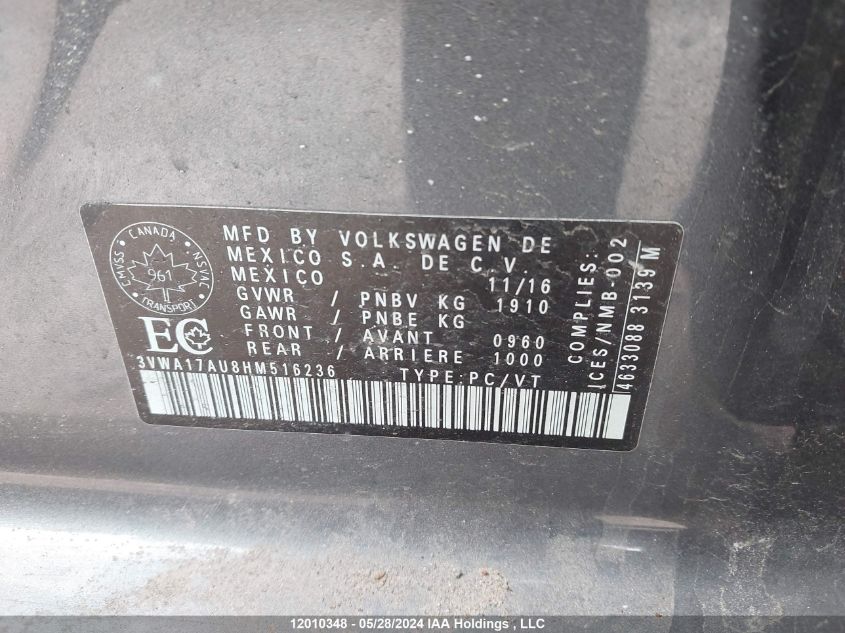 CANADA
CMVSS
NSVAC
961
TRANSPORT
EC
MFD BY VOLKSWAGEN DE
MEXICO S.A. DE C.V.
MEXICO 11/16
GVWR / PNBV KG 1910
GAWR / PNBE KG
FRONT / AVANT 0960
REAR / ARRIERE 1000
3VWA17AU8HM516236 TYPE:PC/VT
COMPLIES:
ICES/NMB-002
4633088 3139 M
12010348 - 05/28/2024 IAA Holdings , LLC